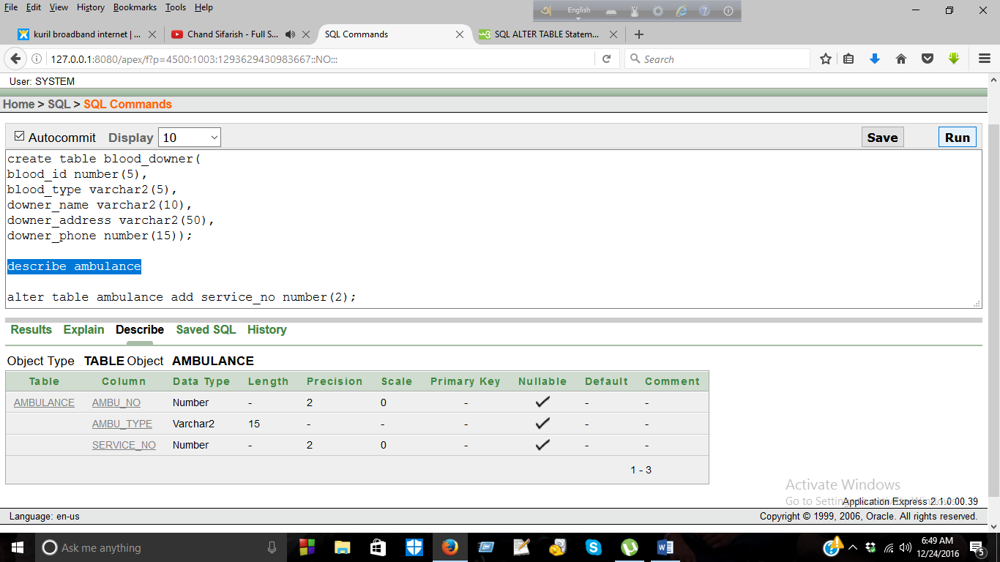 File Edit View History Bookmarks Tools Help
English
kuril broadband internet | ...
Chand Sifarish - Full S...
SQL Commands
SQL ALTER TABLE Statem...
127.0.0.1:8080/apex/f?p=4500:1003:1293629430983667::NO:::
Search
User: SYSTEM
Home > SQL > SQL Commands
Autocommit Display 10 Save Run
create table blood_downer(
blood_id number(5),
blood_type varchar2(5),
downer_name varchar2(10),
downer_address varchar2(50),
downer_phone number(15));
describe ambulance
alter table ambulance add service_no number(2);
Results Explain Describe Saved SQL History
Object Type TABLE Object AMBULANCE
Table Column Data Type Length Precision Scale Primary Key Nullable Default Comment
AMBULANCE AMBU_NO Number - 2 0 - - -
AMBU_TYPE Varchar2 15 - - - - -
SERVICE_NO Number - 2 0 - - -
1 - 3
Activate Windows
Go to Settings to activate Windows.
Application Express 2.1.0.00.39
Language: en-us
Copyright © 1999, 2006, Oracle. All rights reserved.
Ask me anything
6:49 AM
12/24/2016
5